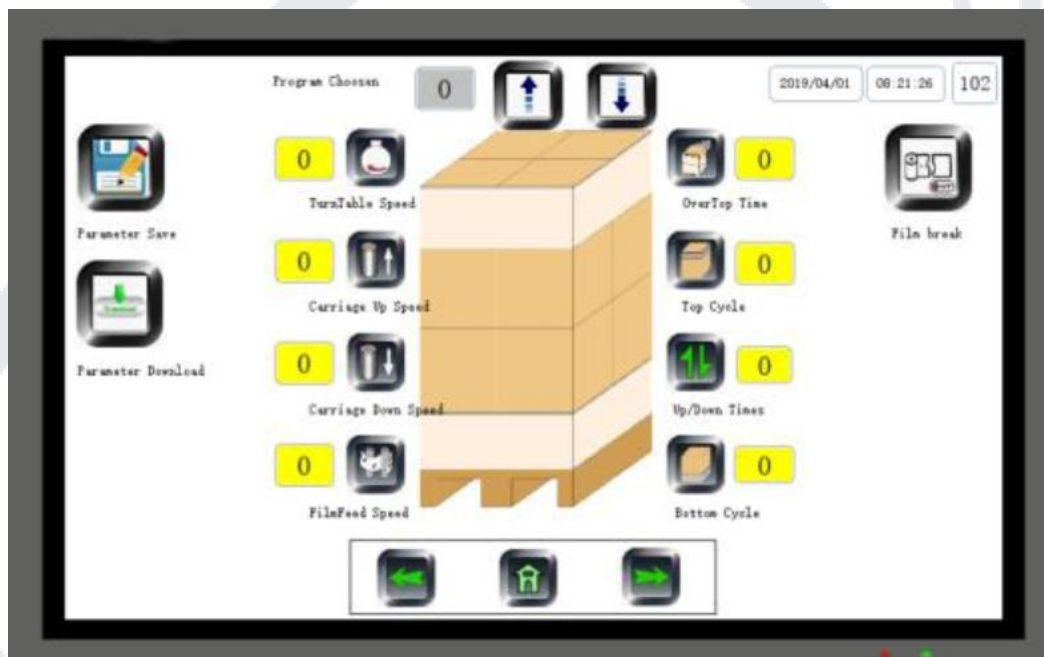 Program Choosen
0
2019/04/01
08:21:26
102
0
TurnTable Speed
0
OverTop Time
Parameter Save
Film break
0
Carriage Up Speed
0
Top Cycle
Download
Parameter Download
0
Carriage Down Speed
0
Up/Down Times
0
FilmFeed Speed
0
Bottom Cycle